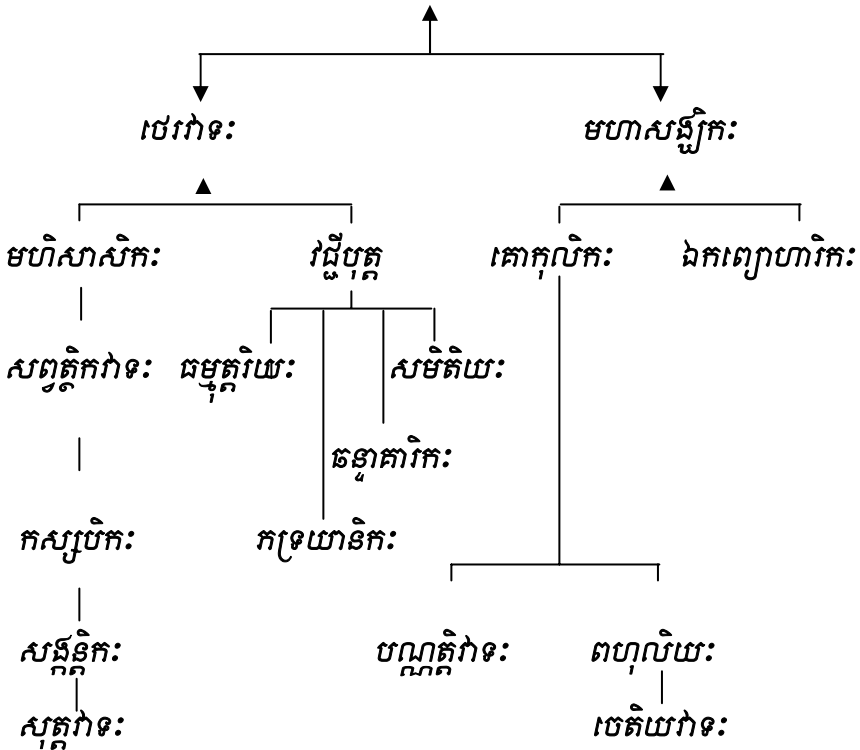 ថេរវាទៈ មហាសង្ឃិកៈ
មហិសាសិកៈ វជ្ជីបុត្ត គោកុលិកៈ ឯកព្យោហារិកៈ
សព្វត្ថិកវាទៈ ធម្មុត្តរិយៈ សមិតិយៈ
ធន្ទាគារិកៈ
កស្សបិកៈ ភទ្រយានិកៈ
សង្កន្តិកៈ បណ្ណត្តិវាទៈ ពហុលិយៈ
សុត្តវាទៈ ចេតិយវាទៈ